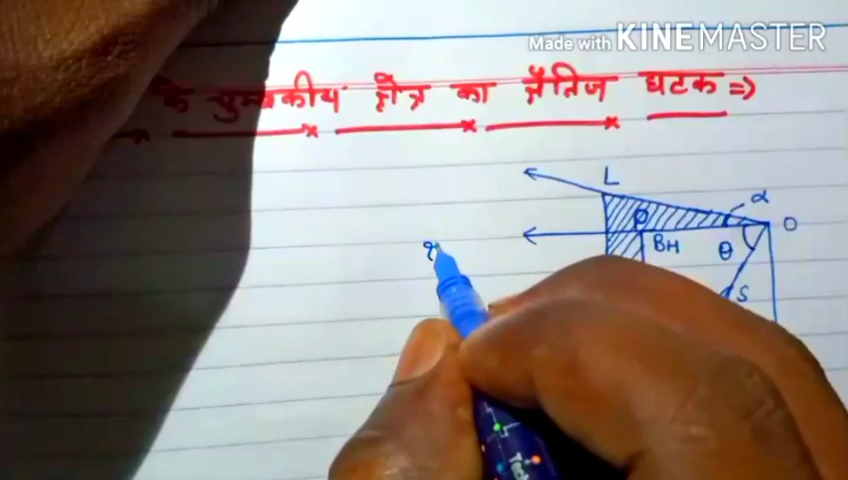 Made with KINEMASTER
के चुम्बकीय क्षेत्र का क्षैतिज घटक =>
L
α
φ
O
BH
θ
S